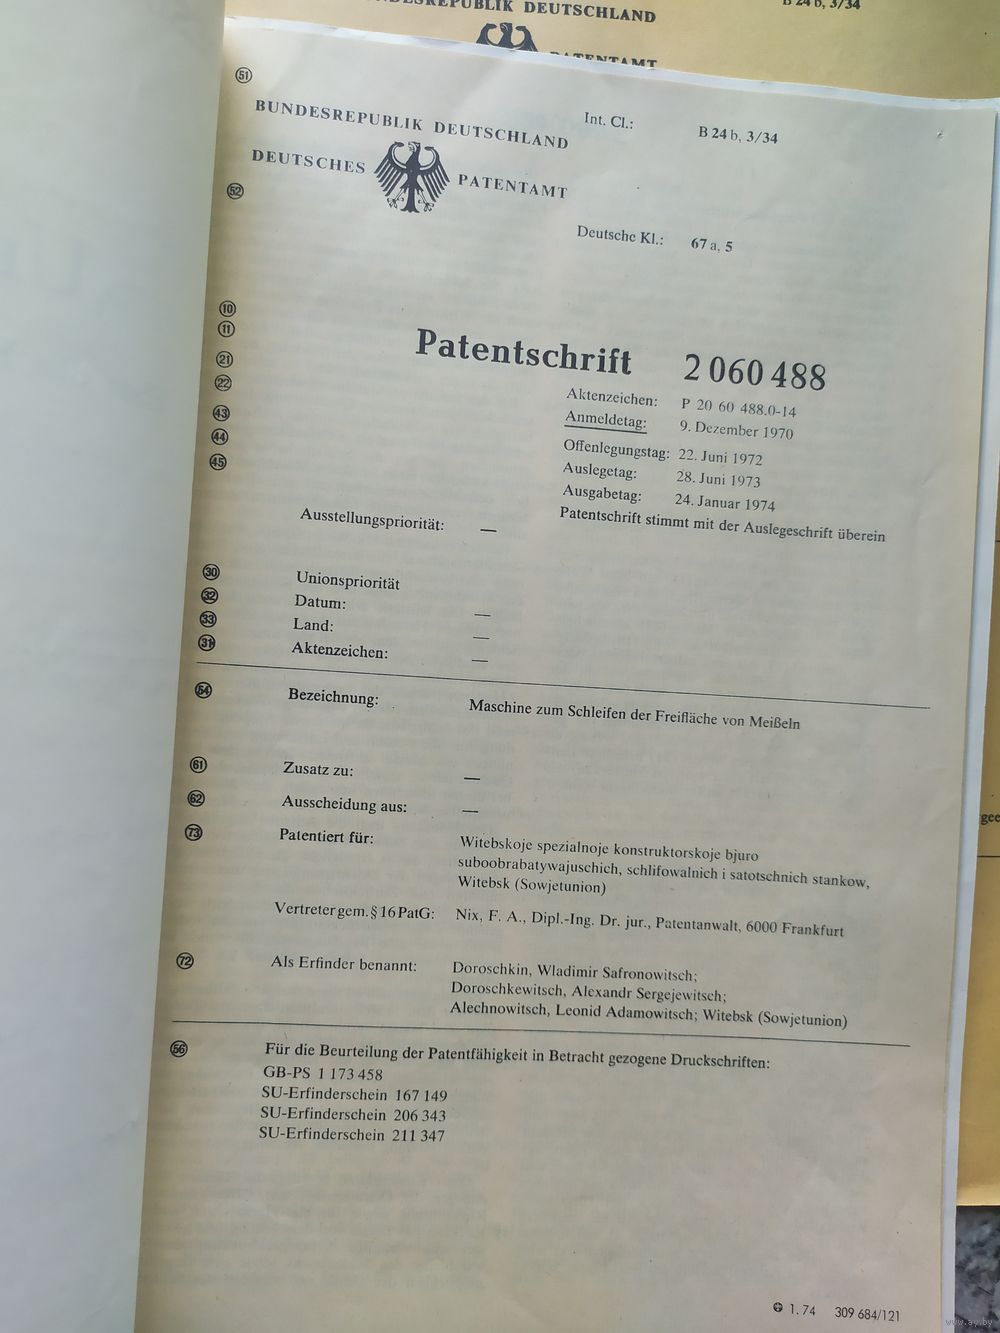 BUNDESREPUBLIK DEUTSCHLAND
B 24 b, 3/34
PATENTAMT
51
BUNDESREPUBLIK DEUTSCHLAND
Int. Cl.: B 24 b, 3/34
DEUTSCHES PATENTAMT
52
Deutsche Kl.: 67 a, 5
10
11
Patentschrift 2 060 488
21
Aktenzeichen: P 20 60 488.0-14
22
Anmeldetag: 9. Dezember 1970
43
Offenlegungstag: 22. Juni 1972
44
Auslegetag: 28. Juni 1973
45
Ausgabetag: 24. Januar 1974
Patentschrift stimmt mit der Auslegeschrift überein
Ausstellungspriorität: —
30
Unionspriorität
32
Datum: —
33
Land: —
31
Aktenzeichen: —
54
Bezeichnung: Maschine zum Schleifen der Freifläche von Meißeln
61
Zusatz zu: —
62
Ausscheidung aus: —
73
Patentiert für: Witebskoje spezialnoje konstruktorskoje bjuro
suboobrabatywajuschich, schlifowalnich i satotschnich stankow,
Witebsk (Sowjetunion)
Vertreter gem. § 16 PatG: Nix, F. A., Dipl.-Ing. Dr. jur., Patentanwalt, 6000 Frankfurt
72
Als Erfinder benannt: Doroschkin, Wladimir Safronowitsch;
Doroschkewitsch, Alexandr Sergejewitsch;
Alechnowitsch, Leonid Adamowitsch; Witebsk (Sowjetunion)
56
Für die Beurteilung der Patentfähigkeit in Betracht gezogene Druckschriften:
GB-PS 1 173 458
SU-Erfinderschein 167 149
SU-Erfinderschein 206 343
SU-Erfinderschein 211 347
1. 74 309 684/121
www.ay.by